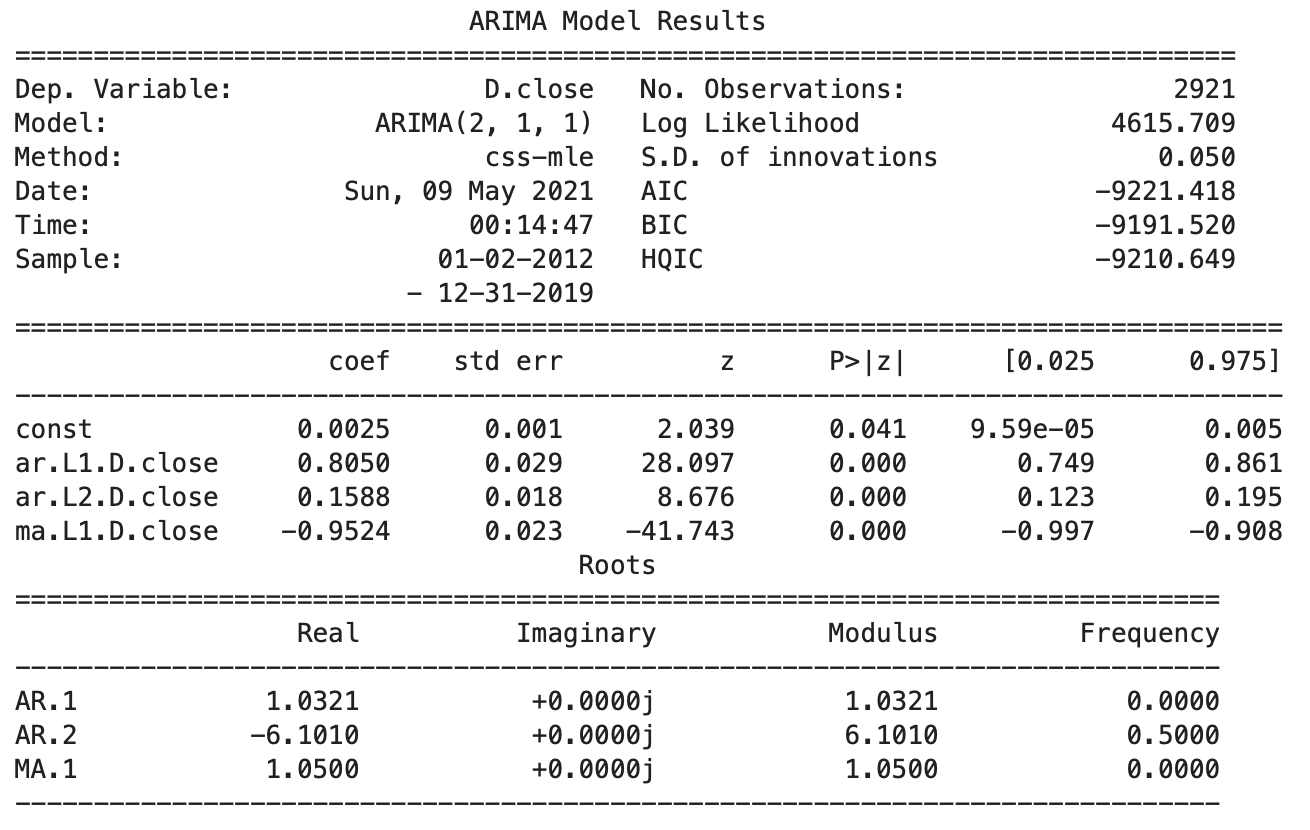 ARIMA Model Results
==============================================================================
Dep. Variable:                D.close   No. Observations:                 2921
Model:                 ARIMA(2, 1, 1)   Log Likelihood                4615.709
Method:                       css-mle   S.D. of innovations              0.050
Date:                Sun, 09 May 2021   AIC                          -9221.418
Time:                        00:14:47   BIC                          -9191.520
Sample:                    01-02-2012   HQIC                         -9210.649
                         - 12-31-2019
=================================================================================
                    coef    std err          z      P>|z|      [0.025      0.975]
---------------------------------------------------------------------------------
const             0.0025      0.001      2.039      0.041    9.59e-05       0.005
ar.L1.D.close     0.8050      0.029     28.097      0.000       0.749       0.861
ar.L2.D.close     0.1588      0.018      8.676      0.000       0.123       0.195
ma.L1.D.close    -0.9524      0.023    -41.743      0.000      -0.997      -0.908
                                    Roots
=============================================================================
                  Real          Imaginary           Modulus         Frequency
-----------------------------------------------------------------------------
AR.1            1.0321           +0.0000j            1.0321            0.0000
AR.2           -6.1010           +0.0000j            6.1010            0.5000
MA.1            1.0500           +0.0000j            1.0500            0.0000
-----------------------------------------------------------------------------